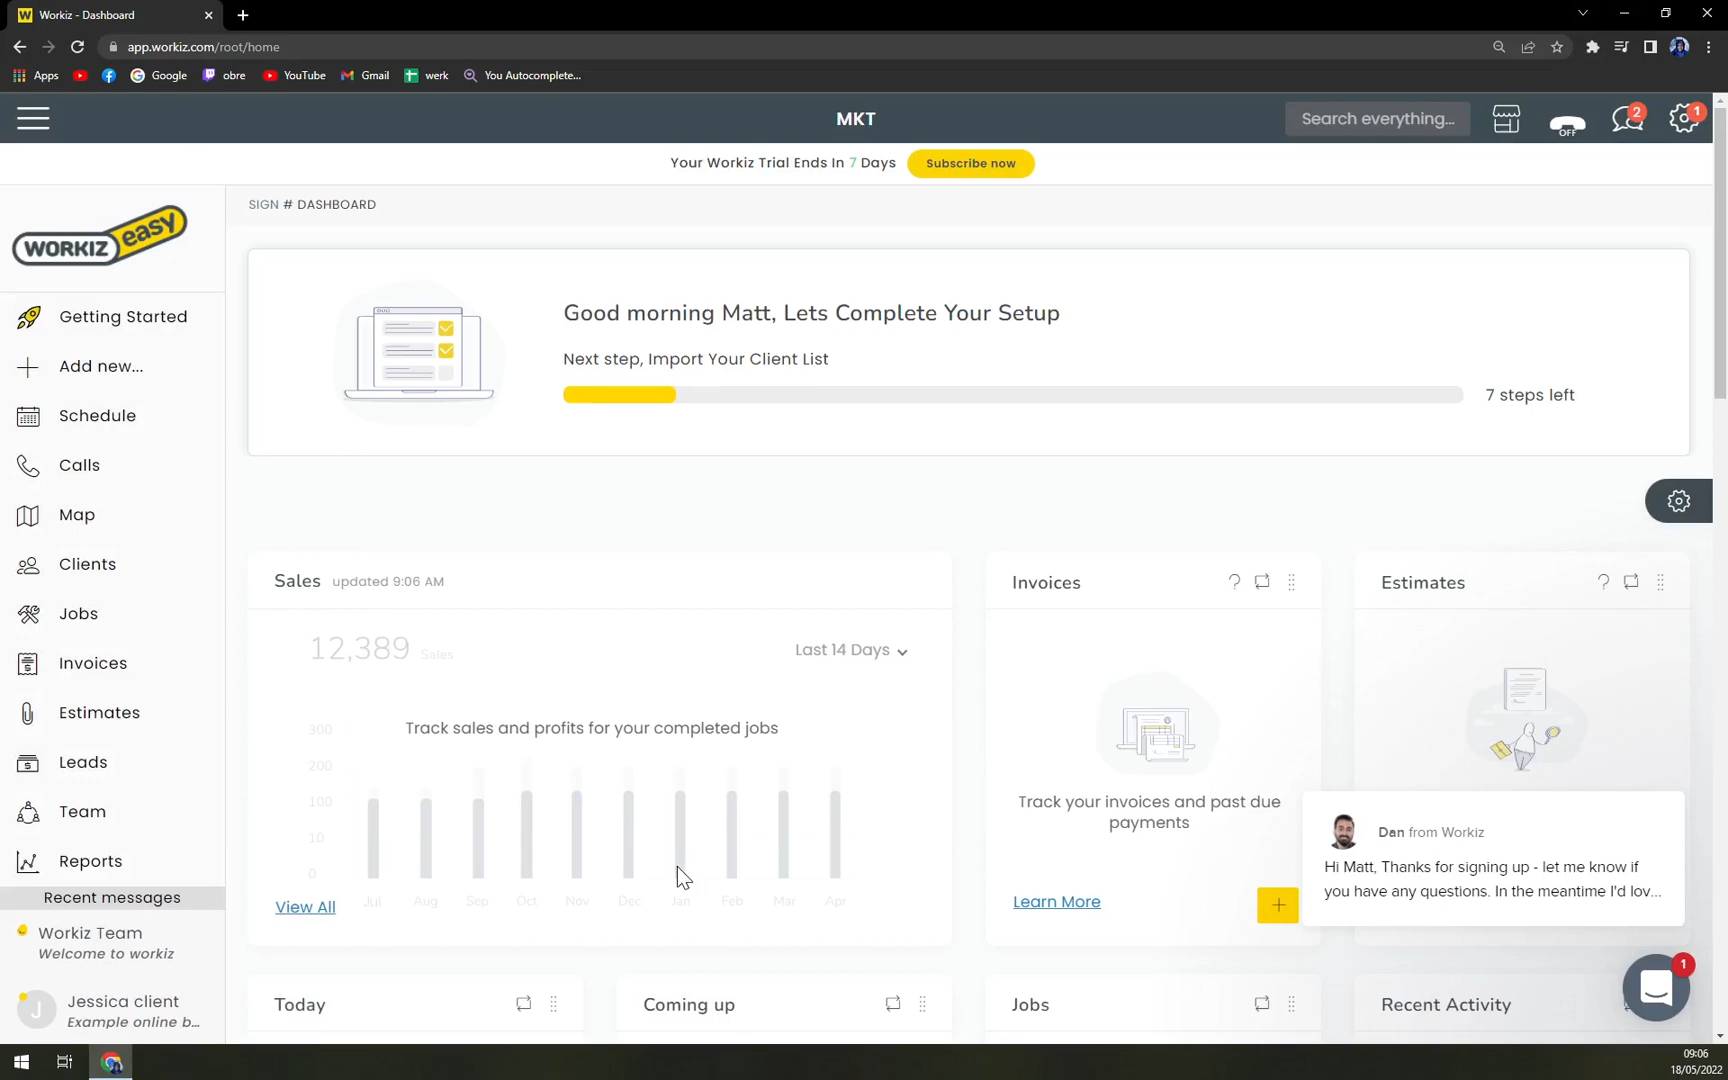 Workiz - Dashboard
app.workiz.com/root/home
Apps
Google
obre
YouTube
Gmail
werk
You Autocomplete...
MKT
Search everything...
OFF
2
1
Your Workiz Trial Ends In 7 Days
Subscribe now
WORKIZ easy
SIGN # DASHBOARD
Getting Started
Add new...
Schedule
Calls
Map
Clients
Jobs
Invoices
Estimates
Leads
Team
Reports
Recent messages
Workiz Team
Welcome to workiz
J
Jessica client
Example online b...
Good morning Matt, Lets Complete Your Setup
Next step, Import Your Client List
7 steps left
Sales updated 9:06 AM
12,389 Sales
Last 14 Days
Track sales and profits for your completed jobs
300
200
100
10
0
Jul Aug Sep Oct Nov Dec Jan Feb Mar Apr
View All
Invoices
?
Track your invoices and past due
payments
Learn More
+
Estimates
?
Dan from Workiz
Hi Matt, Thanks for signing up - let me know if
you have any questions. In the meantime I'd lov...
1
Today
Coming up
Jobs
Recent Activity
09:06
18/05/2022